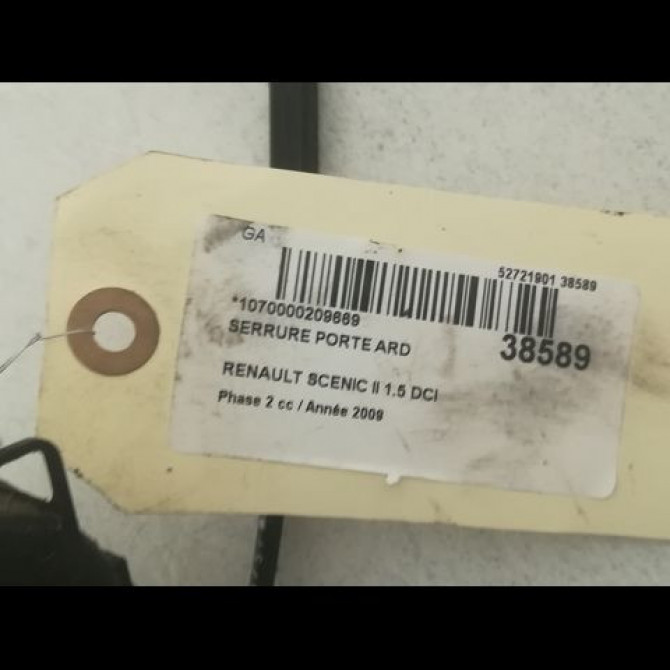 GA
52721901 38589
*1070000209669
SERRURE PORTE ARD
38589
RENAULT SCENIC II 1.5 DCI
Phase 2 cc / Année 2009